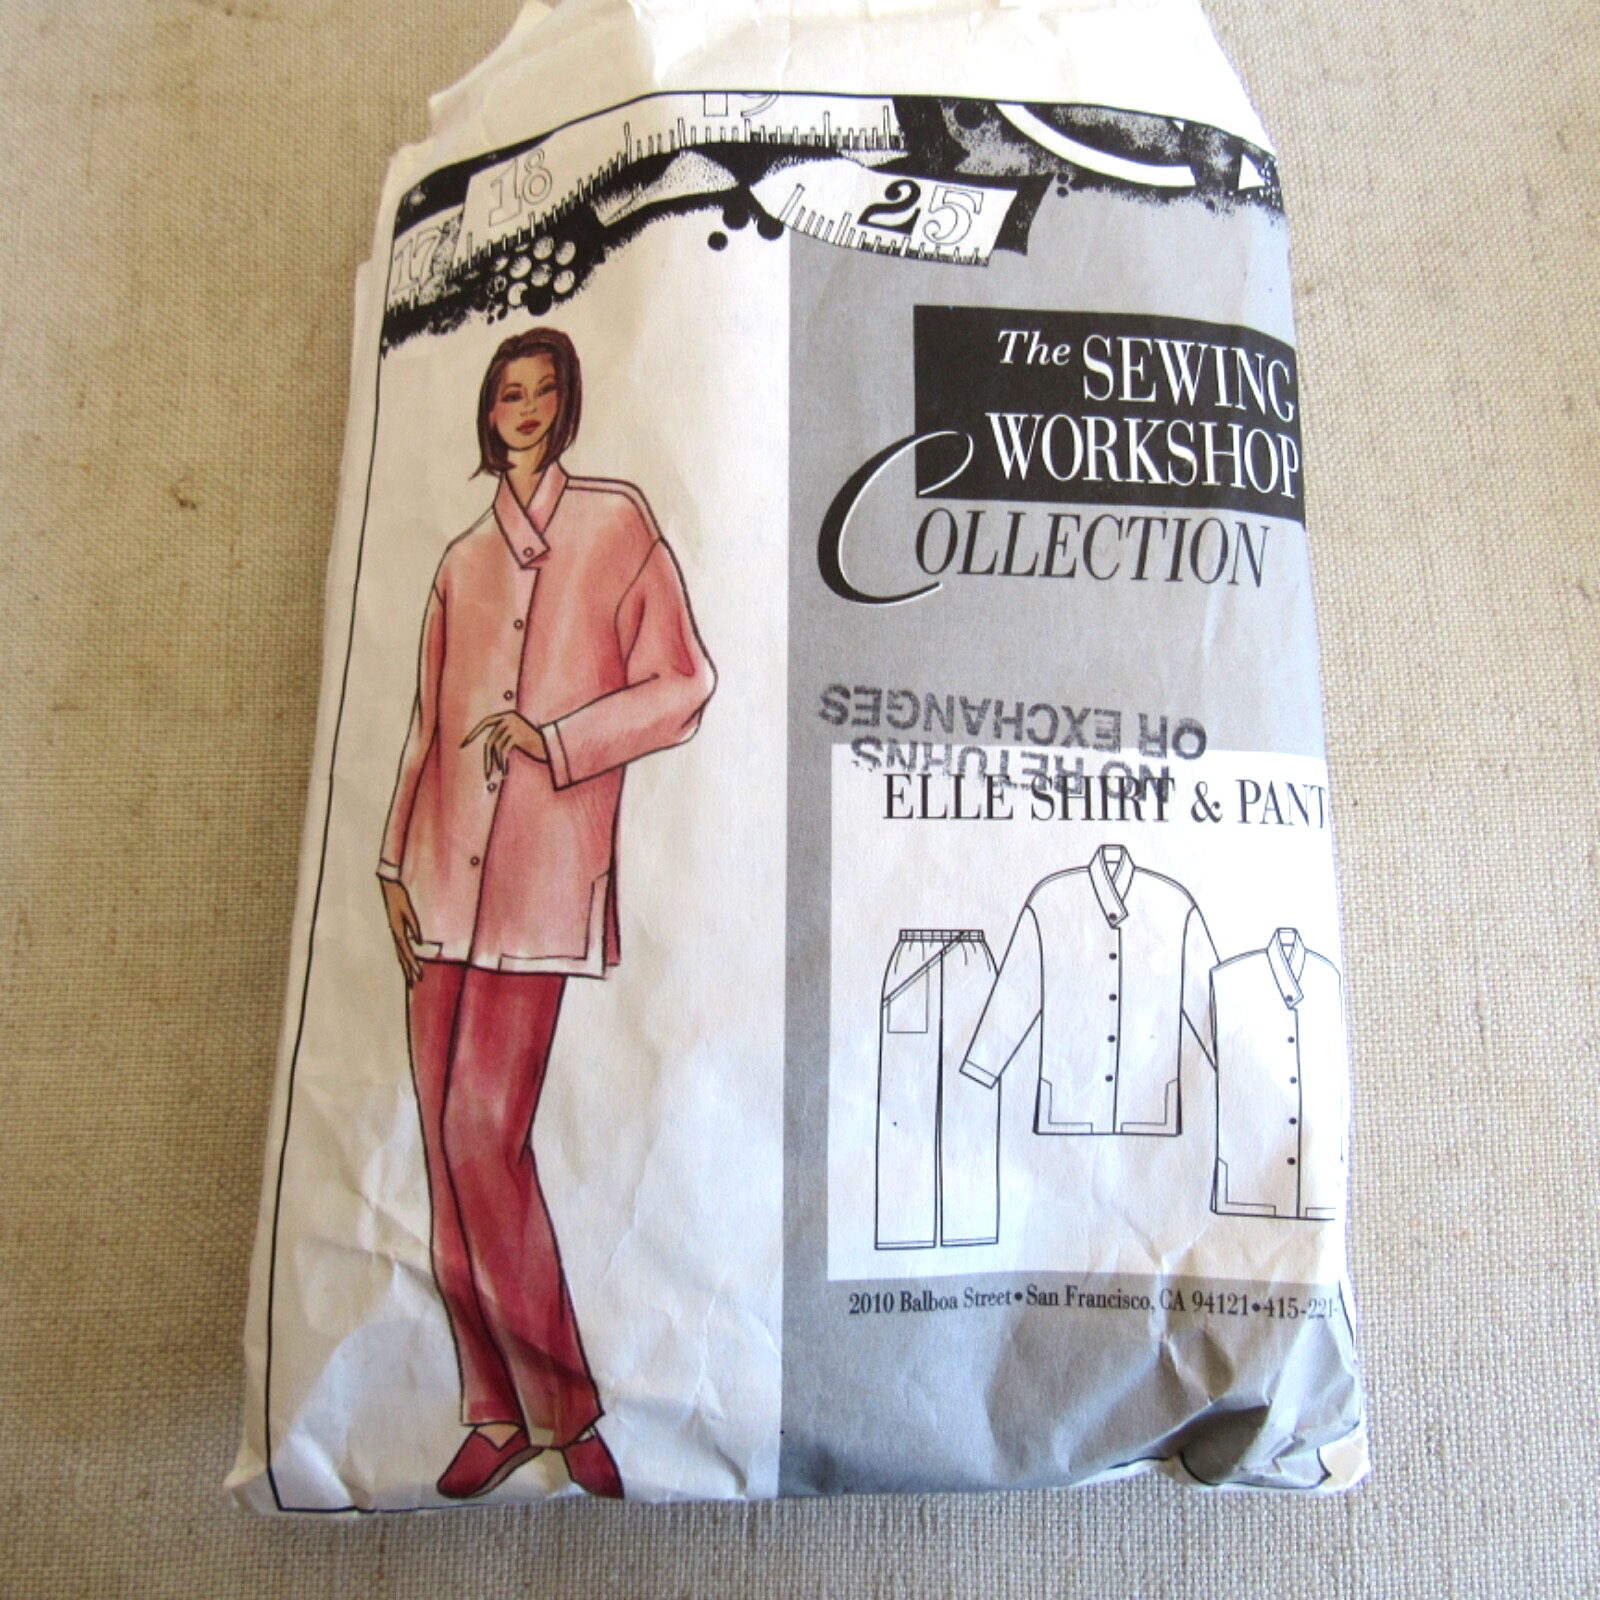 19
18
17
25
The SEWING
WORKSHOP
COLLECTION
NO RETURNS
OR EXCHANGES
ELLE SHIRT & PANT
2010 Balboa Street•San Francisco, CA 94121•415-221-